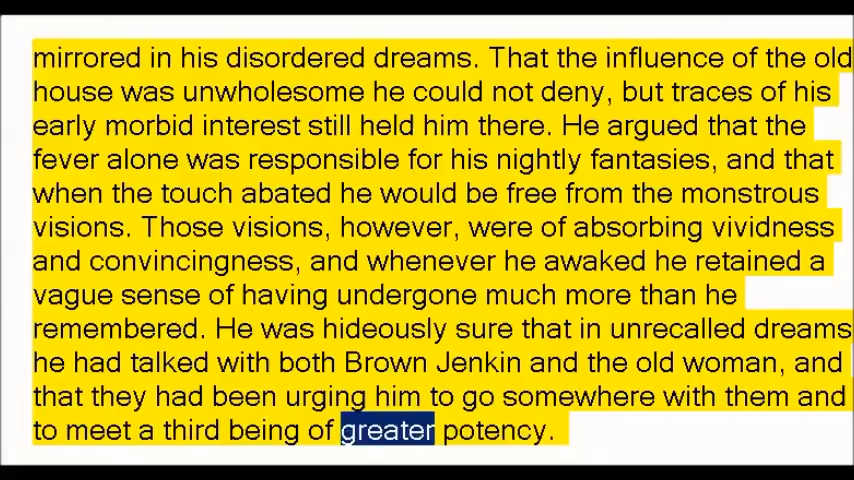 mirrored in his disordered dreams. That the influence of the old
house was unwholesome he could not deny, but traces of his
early morbid interest still held him there. He argued that the
fever alone was responsible for his nightly fantasies, and that
when the touch abated he would be free from the monstrous
visions. Those visions, however, were of absorbing vividness
and convincingness, and whenever he awaked he retained a
vague sense of having undergone much more than he
remembered. He was hideously sure that in unrecalled dreams
he had talked with both Brown Jenkin and the old woman, and
that they had been urging him to go somewhere with them and
to meet a third being of greater potency.